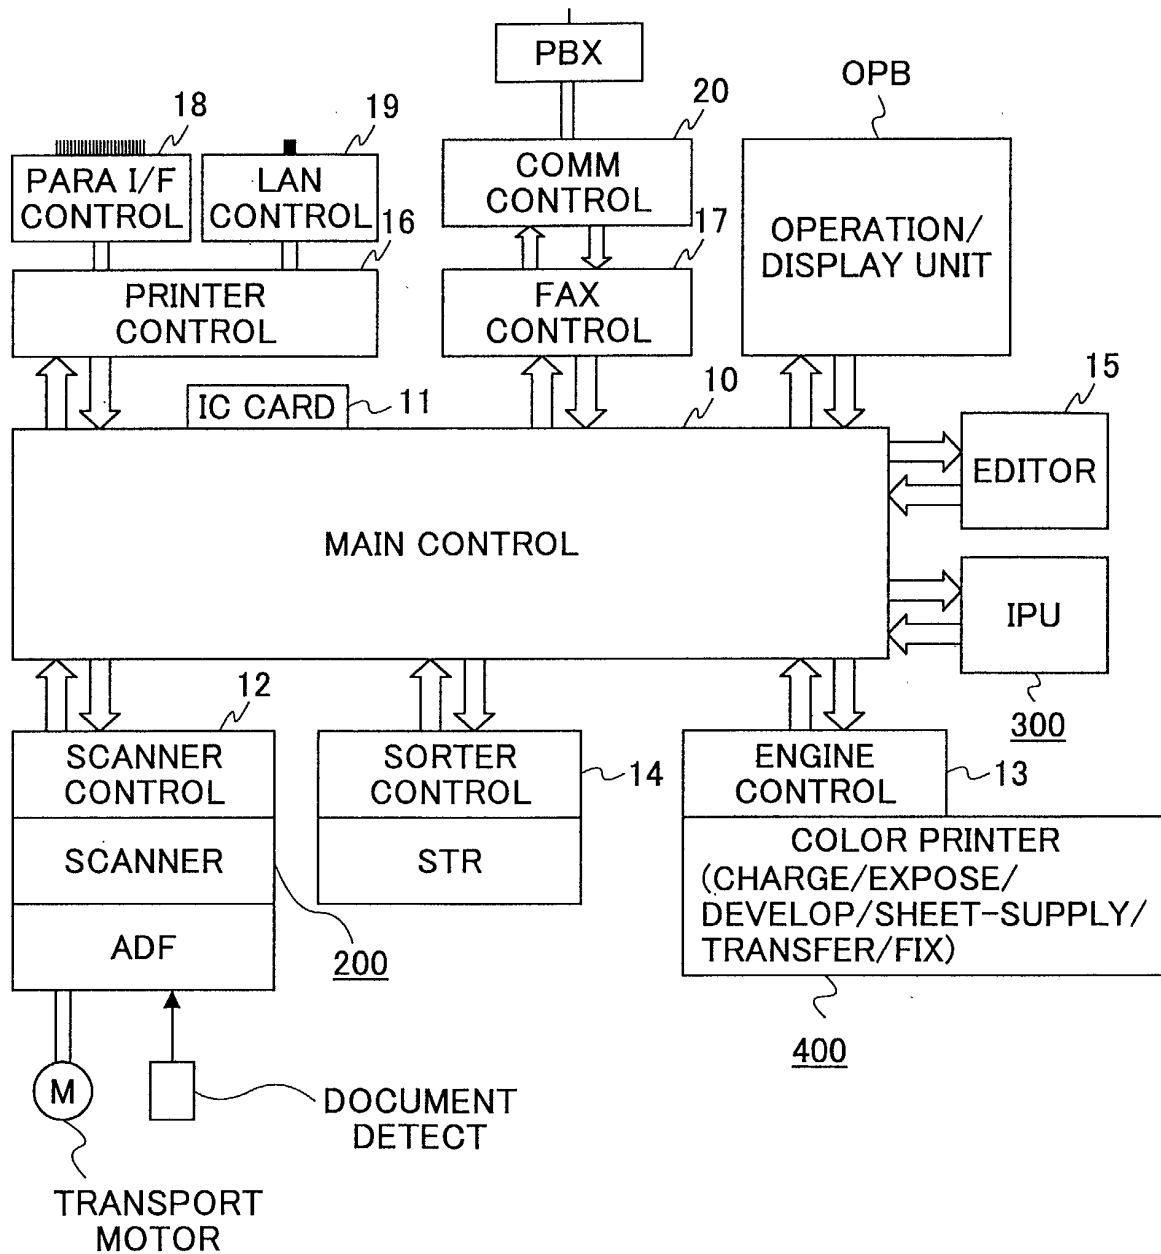 PBX
18
19
20
OPB
PARA I/F
CONTROL
LAN
CONTROL
COMM
CONTROL
16
17
OPERATION/
DISPLAY UNIT
PRINTER
CONTROL
FAX
CONTROL
IC CARD
11
10
15
EDITOR
MAIN CONTROL
IPU
300
12
SCANNER
CONTROL
SORTER
CONTROL
14
ENGINE
CONTROL
13
SCANNER
STR
COLOR PRINTER
(CHARGE/EXPOSE/
DEVELOP/SHEET-SUPPLY/
TRANSFER/FIX)
ADF
200
400
M
DOCUMENT
DETECT
TRANSPORT
MOTOR